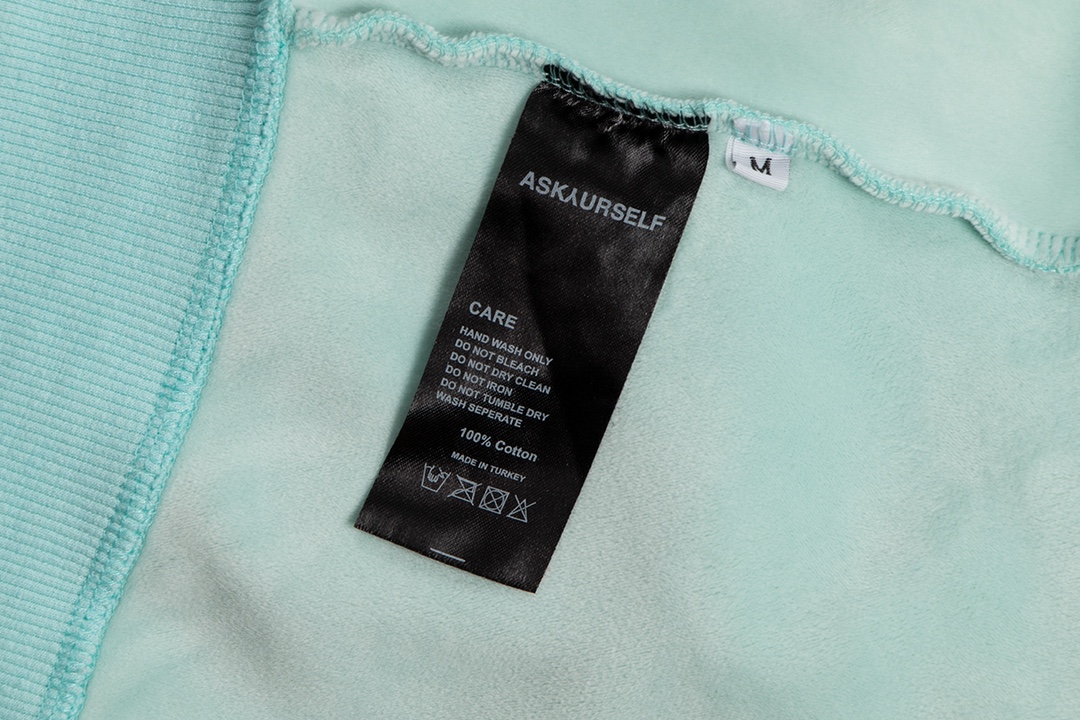 ASKYURSELF
M
CARE
HAND WASH ONLY
DO NOT BLEACH
DO NOT DRY CLEAN
DO NOT IRON
DO NOT TUMBLE DRY
WASH SEPERATE
100% Cotton
MADE IN TURKEY